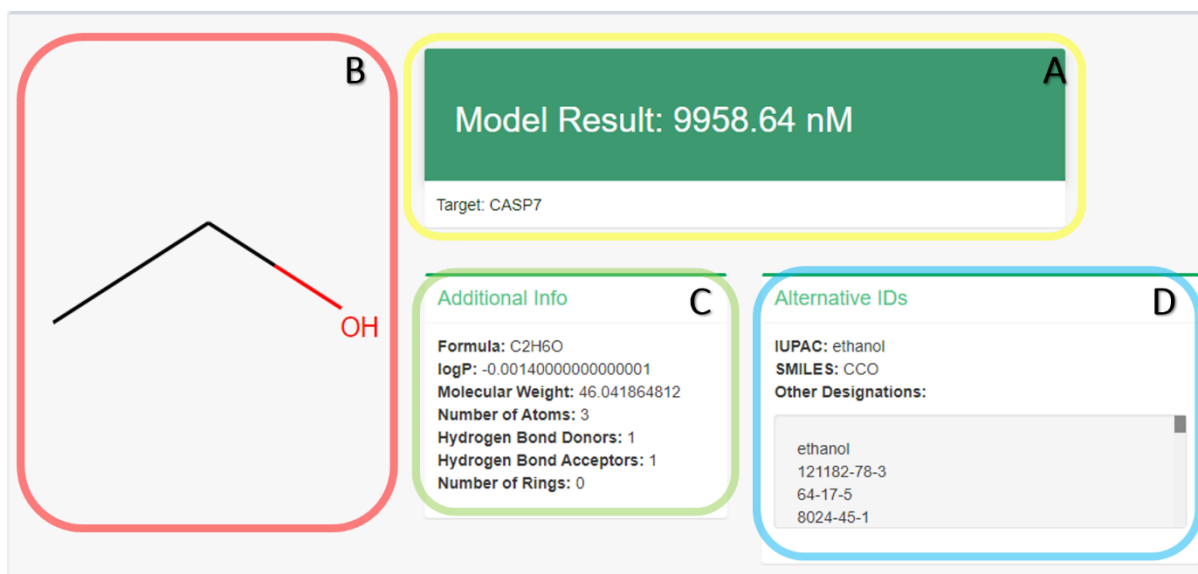 B
OH
A
Model Result: 9958.64 nM
Target: CASP7
C
Additional Info
Formula: C2H6O
logP: -0.00140000000000001
Molecular Weight: 46.041864812
Number of Atoms: 3
Hydrogen Bond Donors: 1
Hydrogen Bond Acceptors: 1
Number of Rings: 0
D
Alternative IDs
IUPAC: ethanol
SMILES: CCO
Other Designations:
ethanol
121182-78-3
64-17-5
8024-45-1